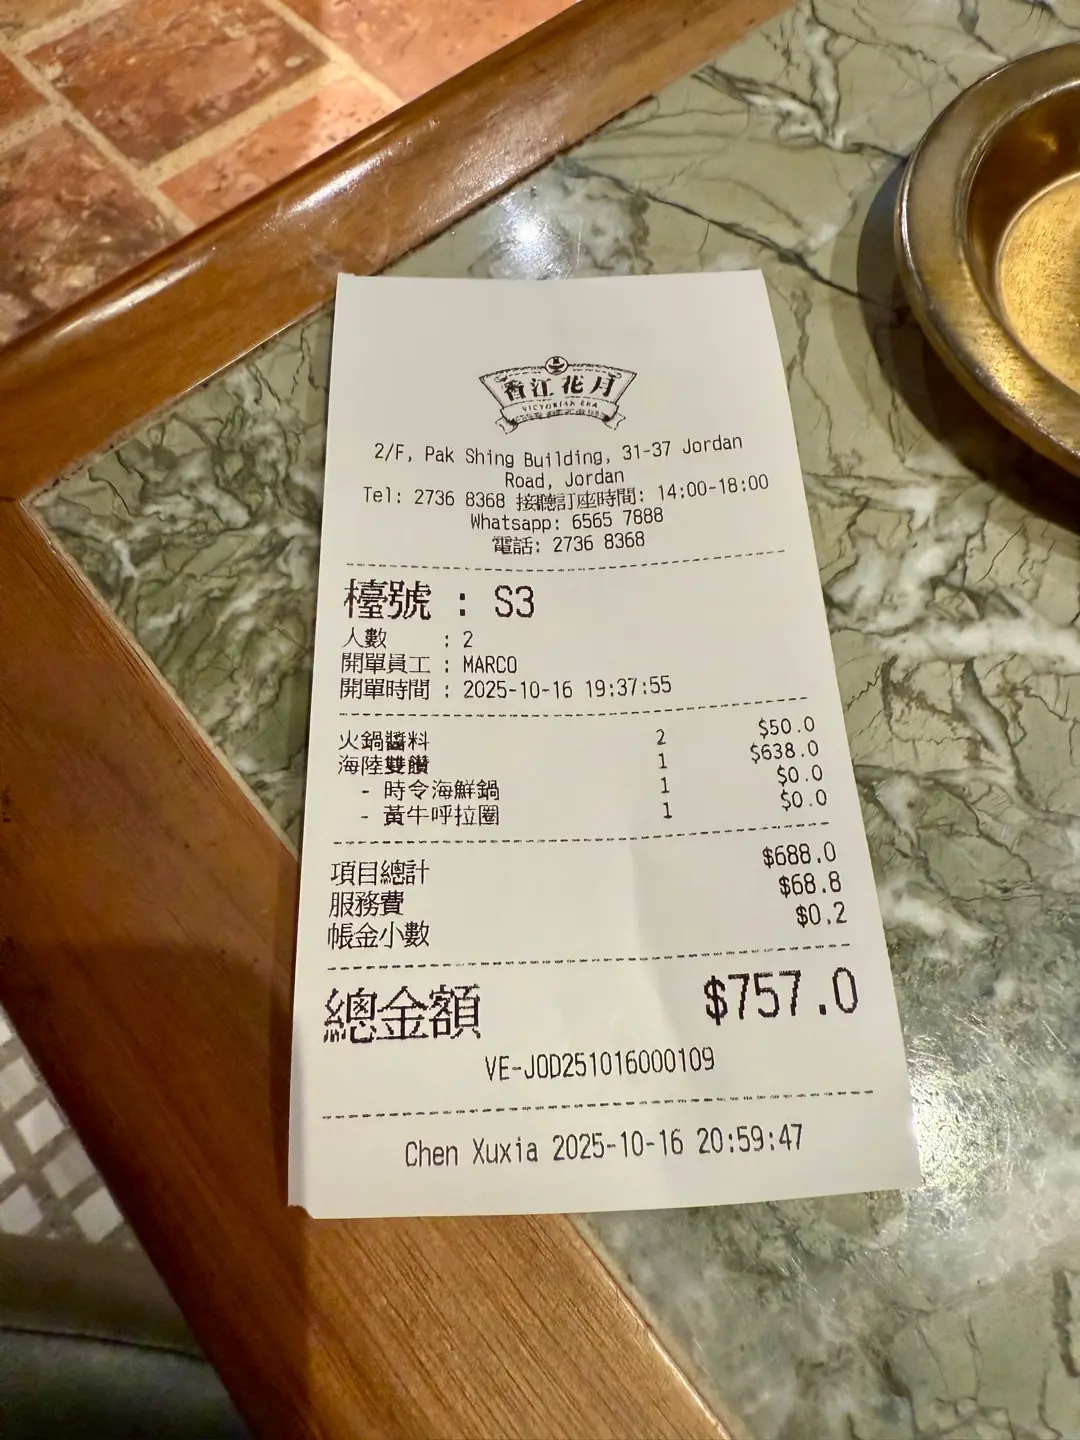 香江花月
VICTORIAN ERA
2/F, Pak Shing Building, 31-37 Jordan
Road, Jordan
Tel: 2736 8368 接聽訂座時間: 14:00-18:00
Whatsapp: 6565 7888
電話: 2736 8368
檯號 : S3
人數 : 2
開單員工 : MARCO
開單時間 : 2025-10-16 19:37:55
火鍋醬料 2 $50.0
海陸雙饌 1 $638.0
- 時令海鮮鍋 1 $0.0
- 黃牛呼拉圈 1 $0.0
項目總計 $688.0
服務費 $68.8
帳金小數 $0.2
總金額 $757.0
VE-JOD251016000109
Chen Xuxia 2025-10-16 20:59:47